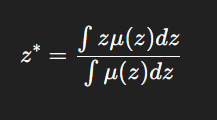 z* = ∫ zμ(z)dz / ∫ μ(z)dz